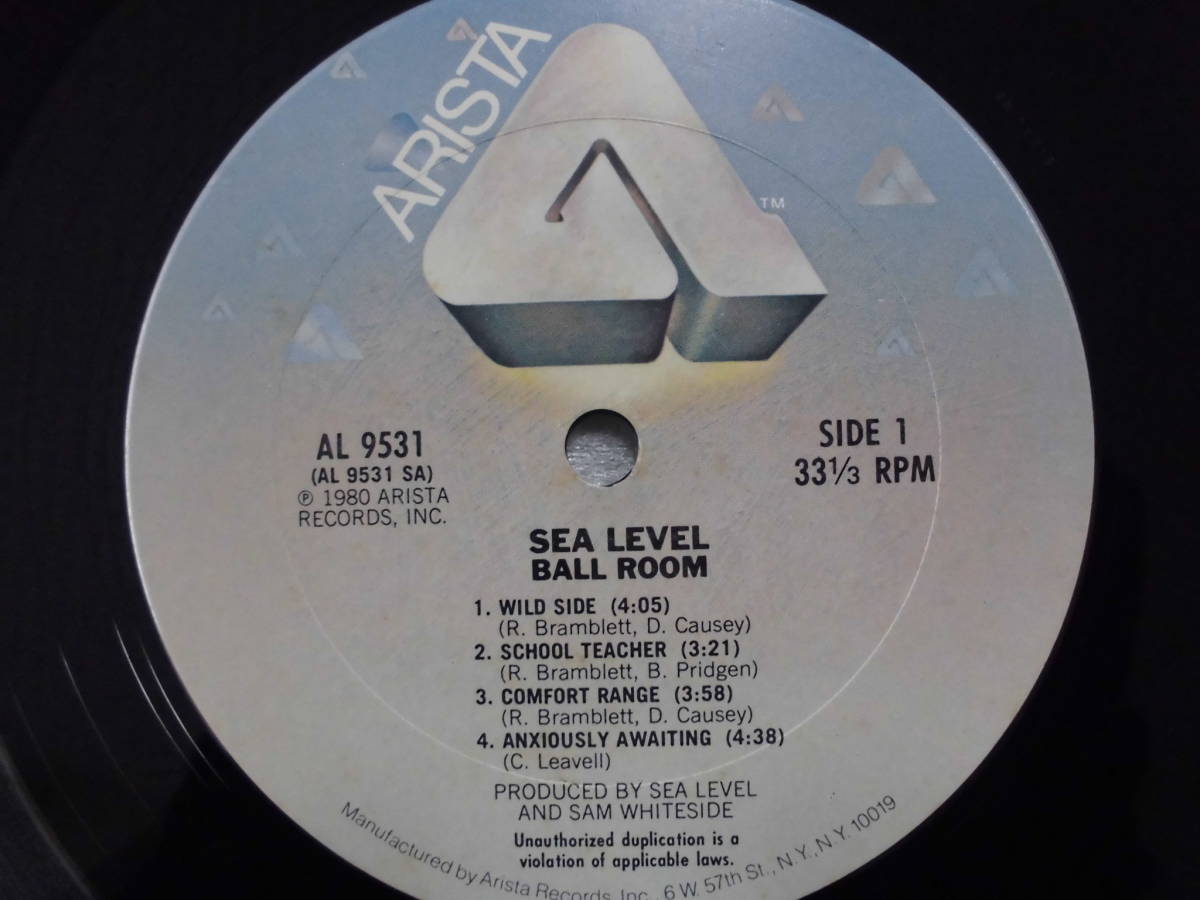 ARISTA
TM
AL 9531
(AL 9531 SA)
℗ 1980 ARISTA
RECORDS, INC.
SIDE 1
33⅓ RPM
SEA LEVEL
BALL ROOM
1. WILD SIDE (4:05)
(R. Bramblett, D. Causey)
2. SCHOOL TEACHER (3:21)
(R. Bramblett, B. Pridgen)
3. COMFORT RANGE (3:58)
(R. Bramblett, D. Causey)
4. ANXIOUSLY AWAITING (4:38)
(C. Leavell)
PRODUCED BY SEA LEVEL
AND SAM WHITESIDE
Unauthorized duplication is a
violation of applicable laws.
Manufactured by Arista Records, Inc., 6 W. 57th St., N.Y., N.Y. 10019